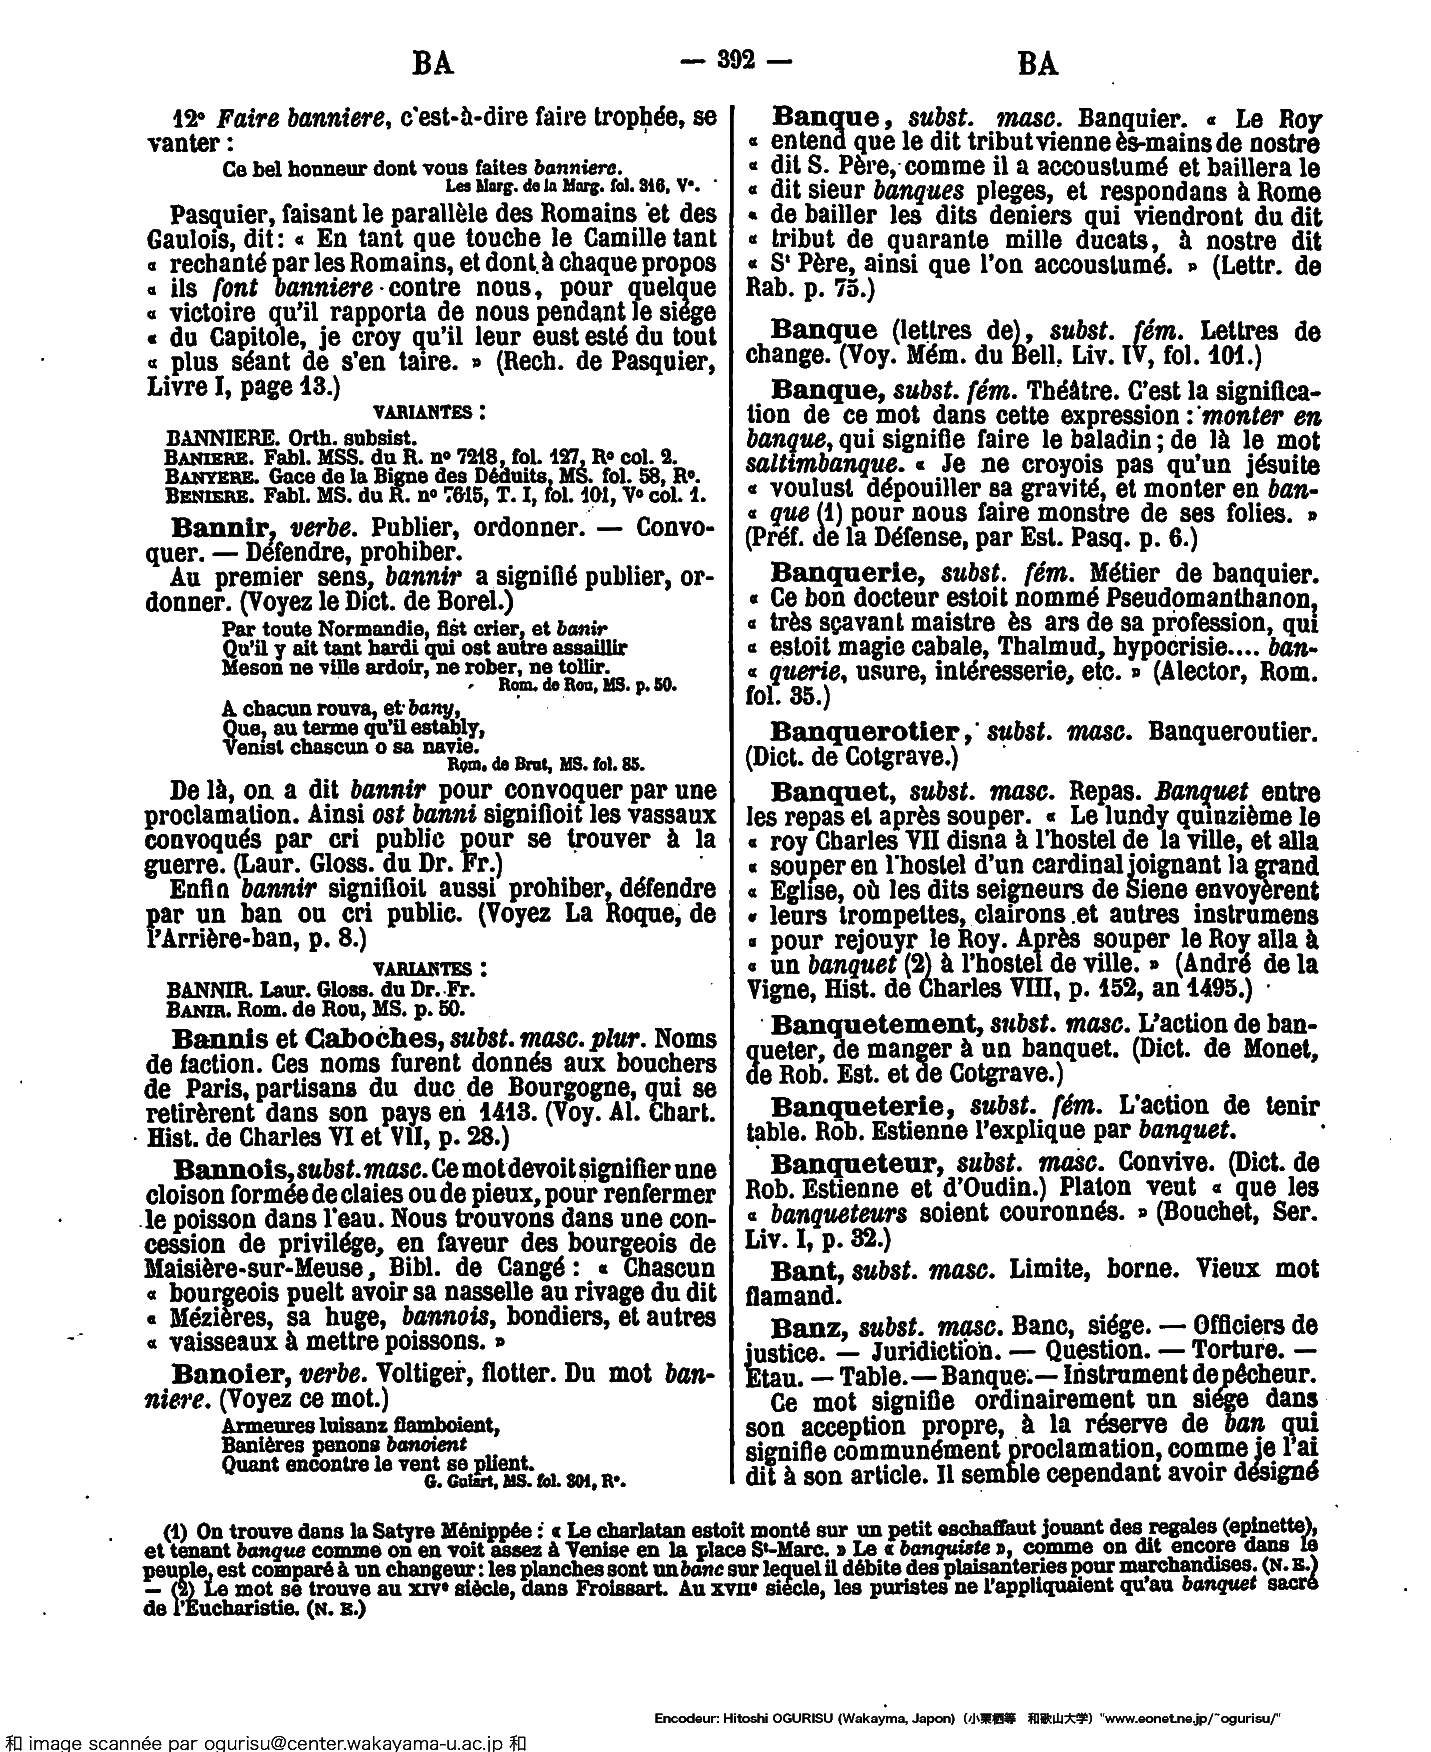 BA
— 392 —
BA
12° Faire banniere, c'est-à-dire faire trophée, se
vanter :
Ce bel honneur dont vous faites banniere.
Les Marg. de la Marg. fol. 316, V°.
Pasquier, faisant le parallèle des Romains et des
Gaulois, dit : « En tant que touche le Camille tant
« rechanté par les Romains, et dont à chaque propos
« ils font banniere contre nous, pour quelque
« victoire qu'il rapporta de nous pendant le siége
« du Capitole, je croy qu'il leur eust esté du tout
« plus séant de s'en taire. » (Rech. de Pasquier,
Livre I, page 13.)
VARIANTES :
BANNIERE. Orth. subsist.
BANIERE. Fabl. MSS. du R. n° 7218, fol. 127, R° col. 2.
BANYERE. Gace de la Bigne des Déduits, MS. fol. 58, R°.
BENIERE. Fabl. MS. du R. n° 7615, T. I, fol. 101, V° col. 1.
Bannir, verbe. Publier, ordonner. — Convo-
quer. — Défendre, prohiber.
Au premier sens, bannir a signifié publier, or-
donner. (Voyez le Dict. de Borel.)
Par toute Normandie, fist crier, et banir
Qu'il y ait tant hardi qui ost autre assaillir
Meson ne ville ardoir, ne rober, ne tollir.
Rom. de Rou, MS. p. 50.
A chacun rouva, et bany,
Que, au terme qu'il estably,
Venist chascun o sa navie.
Rom. de Brut, MS. fol. 85.
De là, on a dit bannir pour convoquer par une
proclamation. Ainsi ost banni signifioit les vassaux
convoqués par cri public pour se trouver à la
guerre. (Laur. Gloss. du Dr. Fr.)
Enfin bannir signifioit aussi prohiber, défendre
par un ban ou cri public. (Voyez La Roque, de
l'Arrière-ban, p. 8.)
VARIANTES :
BANNIR. Laur. Gloss. du Dr. Fr.
BANIR. Rom. de Rou, MS. p. 50.
Bannis et Caboches, subst. masc. plur. Noms
de faction. Ces noms furent donnés aux bouchers
de Paris, partisans du duc de Bourgogne, qui se
retirèrent dans son pays en 1413. (Voy. Al. Chart.
Hist. de Charles VI et VII, p. 28.)
Bannois, subst. masc. Ce mot devoit signifier une
cloison formée de claies ou de pieux, pour renfermer
le poisson dans l'eau. Nous trouvons dans une con-
cession de privilége, en faveur des bourgeois de
Maisière-sur-Meuse, Bibl. de Cangé : « Chascun
« bourgeois puelt avoir sa nasselle au rivage du dit
« Mézières, sa huge, bannois, bondiers, et autres
« vaisseaux à mettre poissons. »
Banoier, verbe. Voltiger, flotter. Du mot ban-
niere. (Voyez ce mot.)
Armeures luisanz flamboient,
Banières penons banoient
Quant encontre le vent se plient.
G. Guiart, MS. fol. 301, R°.
Banque, subst. masc. Banquier. « Le Roy
« entend que le dit tribut vienne ès-mains de nostre
« dit S. Père, comme il a accoustumé et baillera le
« dit sieur banques pleges, et respondans à Rome
« de bailler les dits deniers qui viendront du dit
« tribut de quarante mille ducats, à nostre dit
« St Père, ainsi que l'on accoustumé. » (Lettr. de
Rab. p. 75.)
Banque (lettres de), subst. fém. Lettres de
change. (Voy. Mém. du Bell. Liv. IV, fol. 101.)
Banque, subst. fém. Théâtre. C'est la significa-
tion de ce mot dans cette expression : monter en
banque, qui signifie faire le baladin ; de là le mot
saltimbanque. « Je ne croyois pas qu'un jésuite
« voulust dépouiller sa gravité, et monter en ban-
« que (1) pour nous faire monstre de ses folies. »
(Préf. de la Défense, par Est. Pasq. p. 6.)
Banquerie, subst. fém. Métier de banquier.
« Ce bon docteur estoit nommé Pseudomanthanon,
« très sçavant maistre ès ars de sa profession, qui
« estoit magic cabale, Thalmud, hypocrisie.... ban-
« querie, usure, intéresserie, etc. » (Alector, Rom.
fol. 35.)
Banquerotier, subst. masc. Banqueroutier.
(Dict. de Cotgrave.)
Banquet, subst. masc. Repas. Banquet entre
les repas et après souper. « Le lundy quinzième le
« roy Charles VII disna à l'hostel de la ville, et alla
« souper en l'hostel d'un cardinal joignant la grand
« Eglise, où les dits seigneurs de Siene envoyèrent
« leurs trompettes, clairons et autres instrumens
« pour rejouyr le Roy. Après souper le Roy alla à
« un banquet (2) à l'hostel de ville. » (André de la
Vigne, Hist. de Charles VIII, p. 152, an 1495.)
Banquetement, subst. masc. L'action de ban-
queter, de manger à un banquet. (Dict. de Monet,
de Rob. Est. et de Cotgrave.)
Banqueterie, subst. fém. L'action de tenir
table. Rob. Estienne l'explique par banquet.
Banqueteur, subst. masc. Convive. (Dict. de
Rob. Estienne et d'Oudin.) Platon veut « que les
« banqueteurs soient couronnés. » (Bouchet, Ser.
Liv. I, p. 32.)
Bant, subst. masc. Limite, borne. Vieux mot
flamand.
Banz, subst. masc. Banc, siége. — Officiers de
justice. — Juridiction. — Question. — Torture. —
Etau. — Table. — Banque. — Instrument de pêcheur.
Ce mot signifie ordinairement un siége dans
son acception propre, à la réserve de ban qui
signifie communément proclamation, comme je l'ai
dit à son article. Il semble cependant avoir désigné
(1) On trouve dans la Satyre Ménippée : « Le charlatan estoit monté sur un petit eschaffaut jouant des regales (epinette),
et tenant banque comme on en voit assez à Venise en la place St-Marc. » Le « banquiste », comme on dit encore dans le
peuple, est comparé à un changeur : les planches sont un banc sur lequel il débite des plaisanteries pour marchandises. (N. E.)
— (2) Le mot se trouve au XIVe siècle, dans Froissart. Au XVIIe siècle, les puristes ne l'appliquaient qu'au banquet sacré
de l'Eucharistie. (N. E.)
Encodeur: Hitoshi OGURISU (Wakayma, Japon) (小栗栖等 和歌山大学) "www.eonet.ne.jp/~ogurisu/"
和 image scannée par ogurisu@center.wakayama-u.ac.jp 和